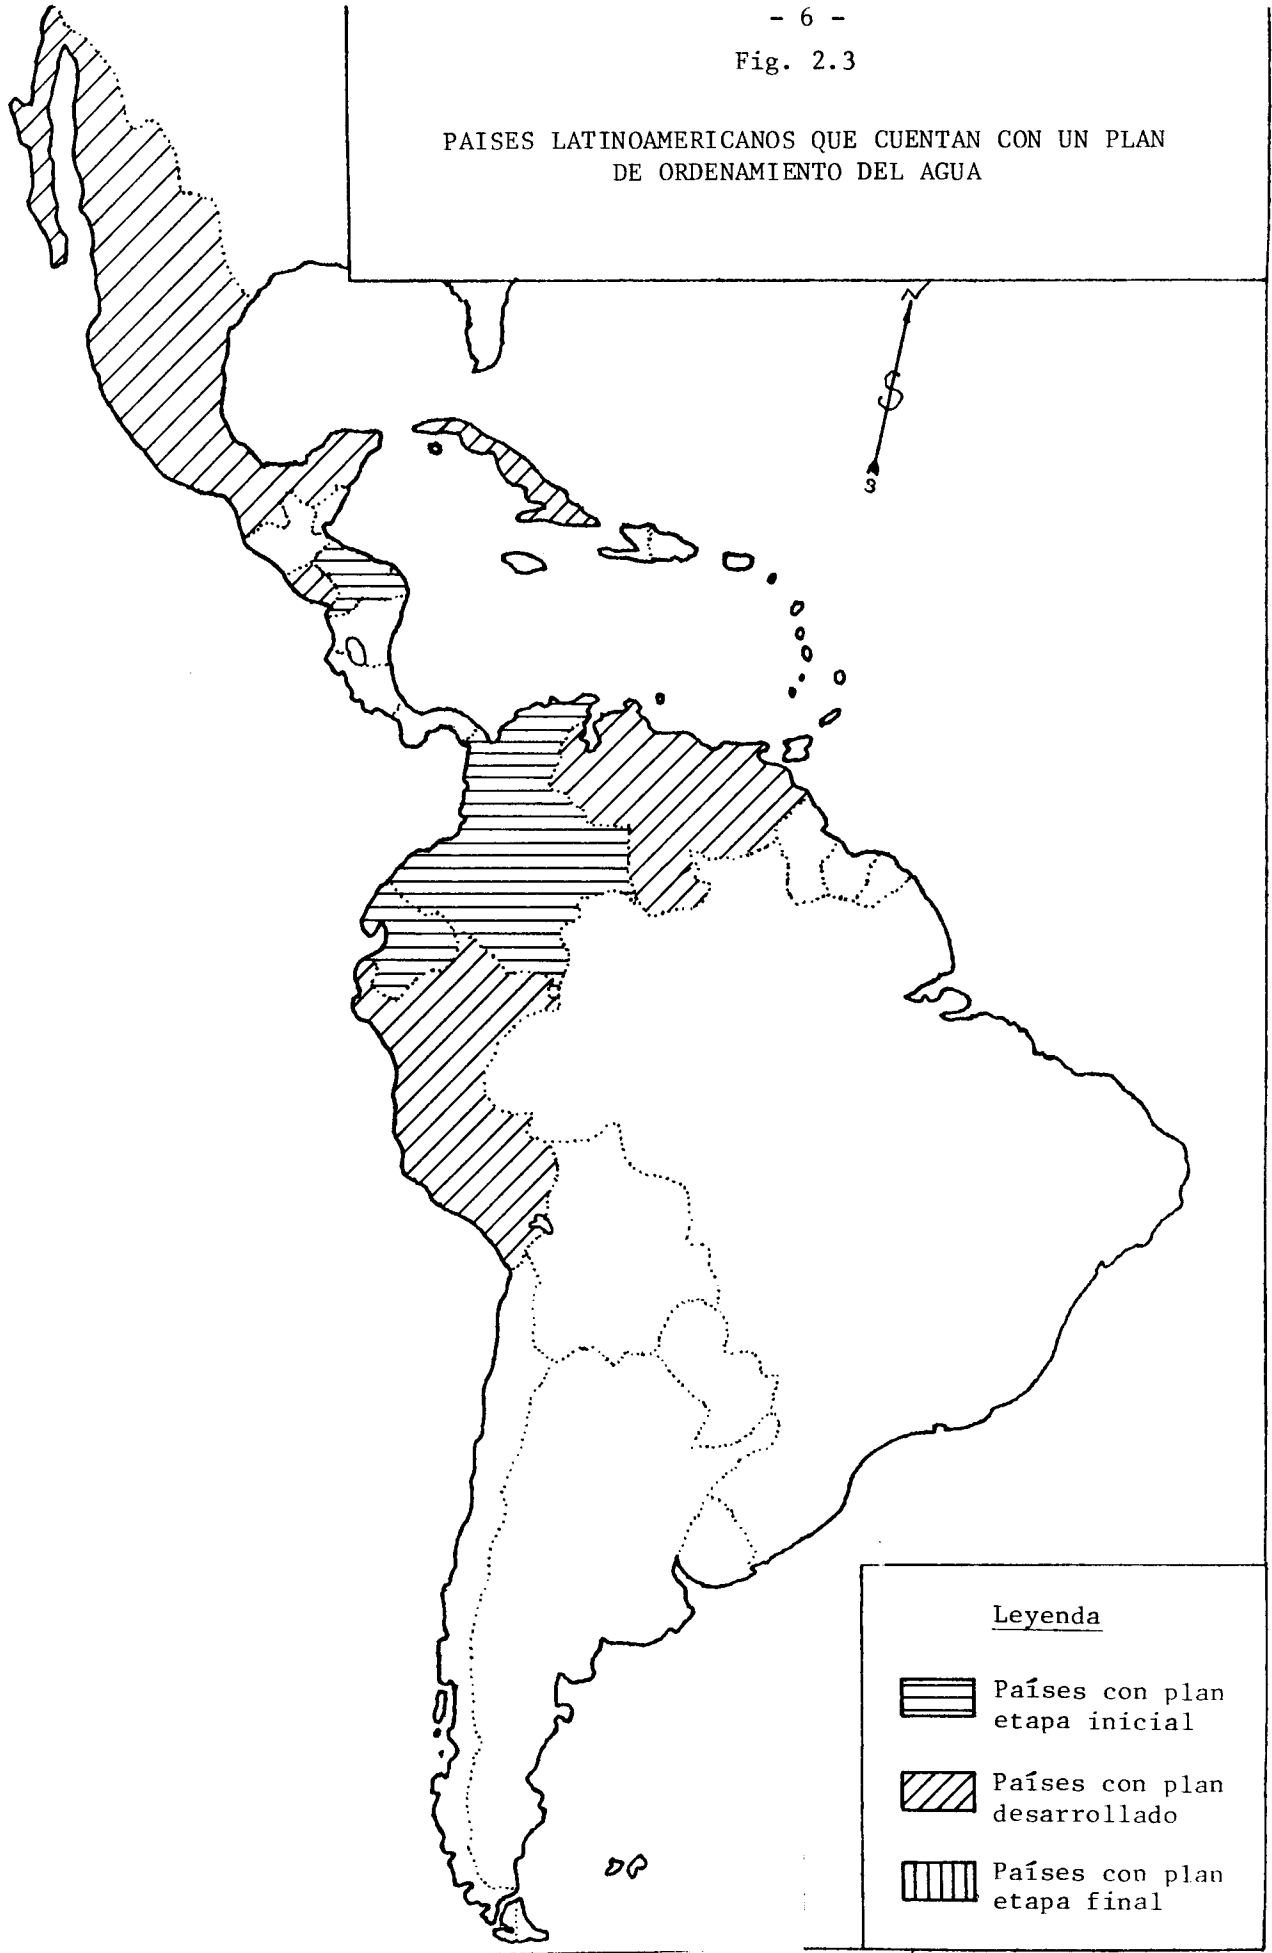 - 6 -
Fig. 2.3
PAISES LATINOAMERICANOS QUE CUENTAN CON UN PLAN
DE ORDENAMIENTO DEL AGUA
N
S
Leyenda
Países con plan
etapa inicial
Países con plan
desarrollado
Países con plan
etapa final